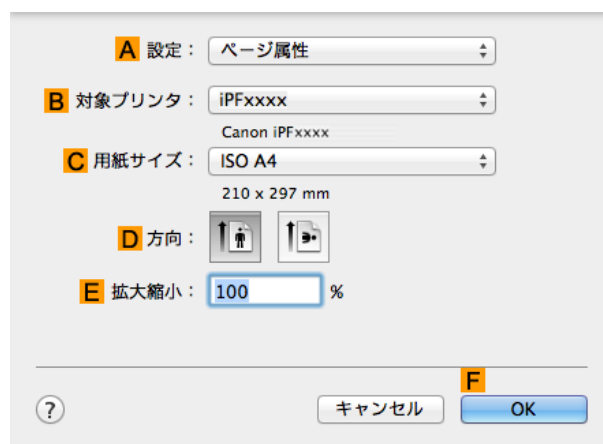 A 設定： ページ属性
B 対象プリンタ： iPFxxxx
Canon iPFxxxx
C 用紙サイズ： ISO A4
210 x 297 mm
D 方向：
E 拡大縮小： 100 %
F
? キャンセル OK